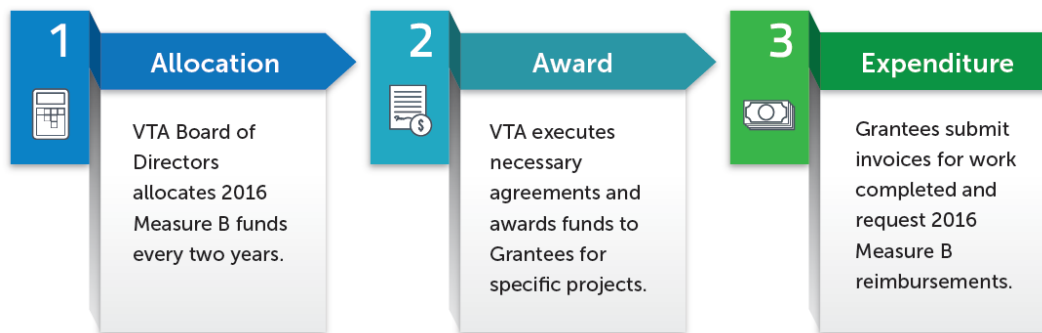 1
Allocation
VTA Board of
Directors
allocates 2016
Measure B funds
every two years.
2
Award
$
VTA executes
necessary
agreements and
awards funds to
Grantees for
specific projects.
3
Expenditure
Grantees submit
invoices for work
completed and
request 2016
Measure B
reimbursements.